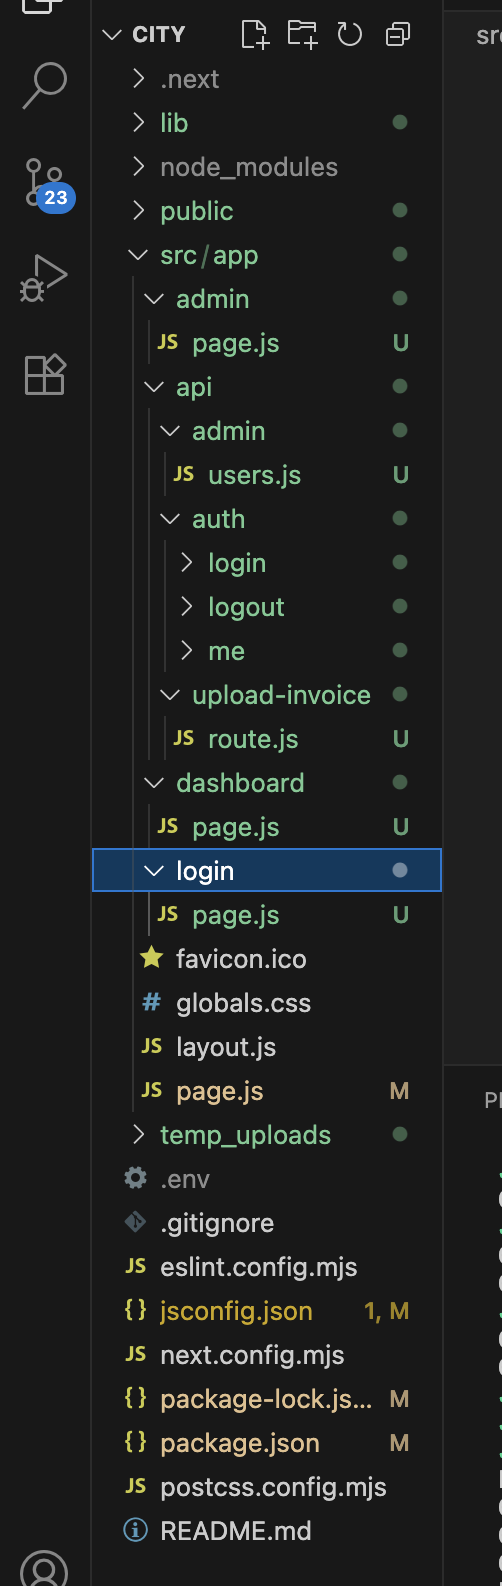 CITY
src
.next
lib
node_modules
23
public
src/app
admin
JS page.js U
api
admin
JS users.js U
auth
login
logout
me
upload-invoice
JS route.js U
dashboard
JS page.js U
login
JS page.js U
favicon.ico
# globals.css
JS layout.js
JS page.js M
temp_uploads
.env
.gitignore
JS eslint.config.mjs
{} jsconfig.json 1, M
JS next.config.mjs
{} package-lock.js... M
{} package.json M
JS postcss.config.mjs
README.md